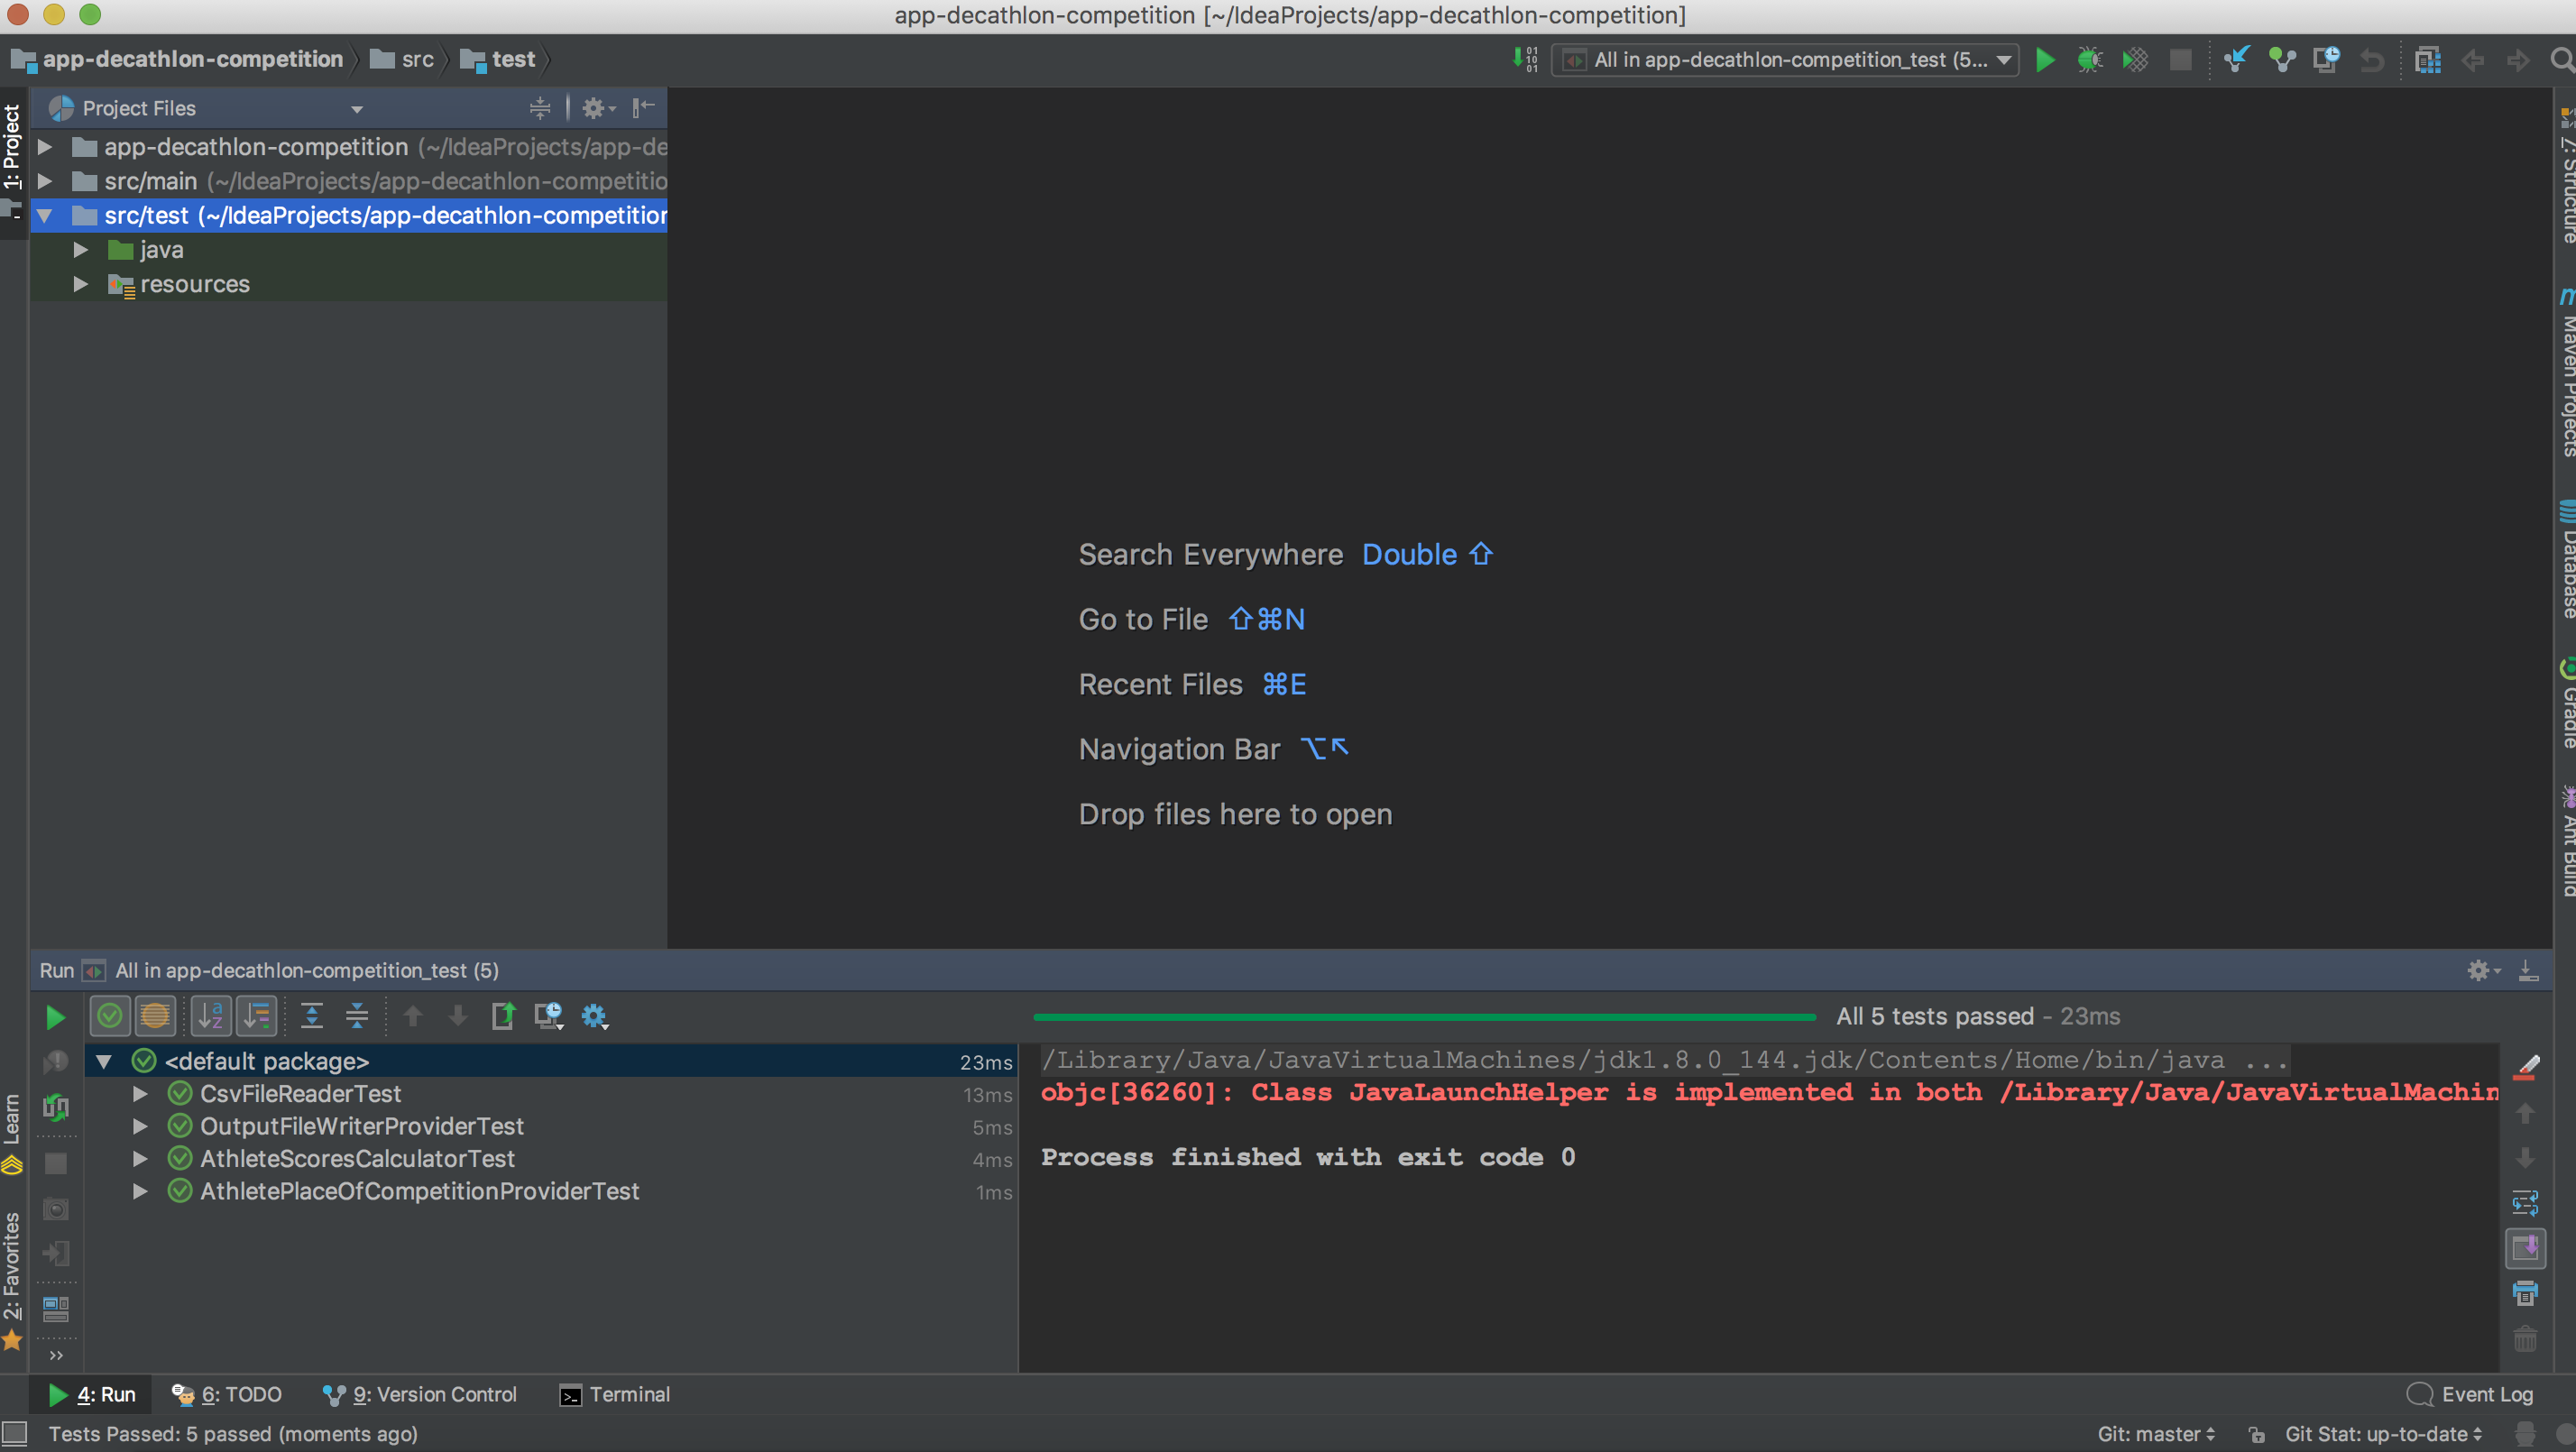 app-decathlon-competition [~/IdeaProjects/app-decathlon-competition]
app-decathlon-competition src test
All in app-decathlon-competition_test (5...
1: Project
Project Files
app-decathlon-competition (~/IdeaProjects/app-de
src/main (~/IdeaProjects/app-decathlon-competitio
src/test (~/IdeaProjects/app-decathlon-competition
java
resources
Search Everywhere Double ⇧
Go to File ⇧⌘N
Recent Files ⌘E
Navigation Bar ⌥↖
Drop files here to open
Z: Structure
Maven Projects
Database
Gradle
Ant Build
Run All in app-decathlon-competition_test (5)
All 5 tests passed - 23ms
<default package> 23ms
CsvFileReaderTest 13ms
OutputFileWriterProviderTest 5ms
AthleteScoresCalculatorTest 4ms
AthletePlaceOfCompetitionProviderTest 1ms
/Library/Java/JavaVirtualMachines/jdk1.8.0_144.jdk/Contents/Home/bin/java ...
objc[36260]: Class JavaLaunchHelper is implemented in both /Library/Java/JavaVirtualMachin
Process finished with exit code 0
Learn
2: Favorites
4: Run 6: TODO 9: Version Control Terminal Event Log
Tests Passed: 5 passed (moments ago) Git: master Git Stat: up-to-date